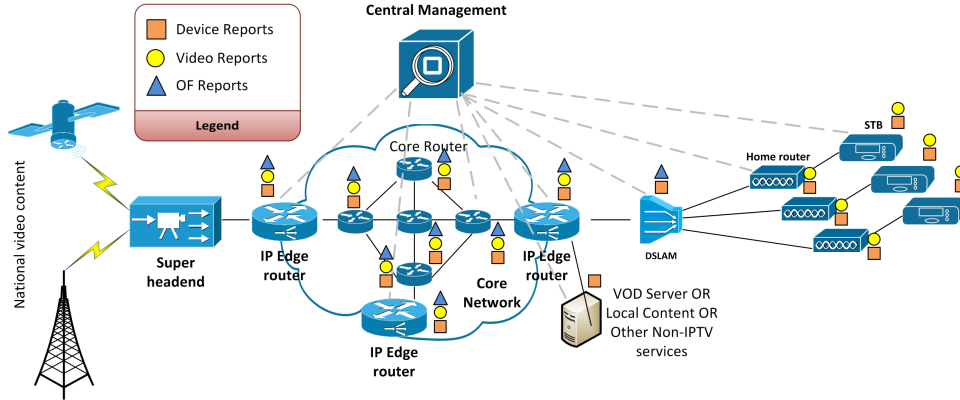 Central Management
Device Reports
Video Reports
OF Reports
Legend
National video content
Core Router
STB
Home router
Super
headend
IP Edge
router
Core
Network
IP Edge
router
DSLAM
IP Edge
router
VOD Server OR
Local Content OR
Other Non-IPTV
services